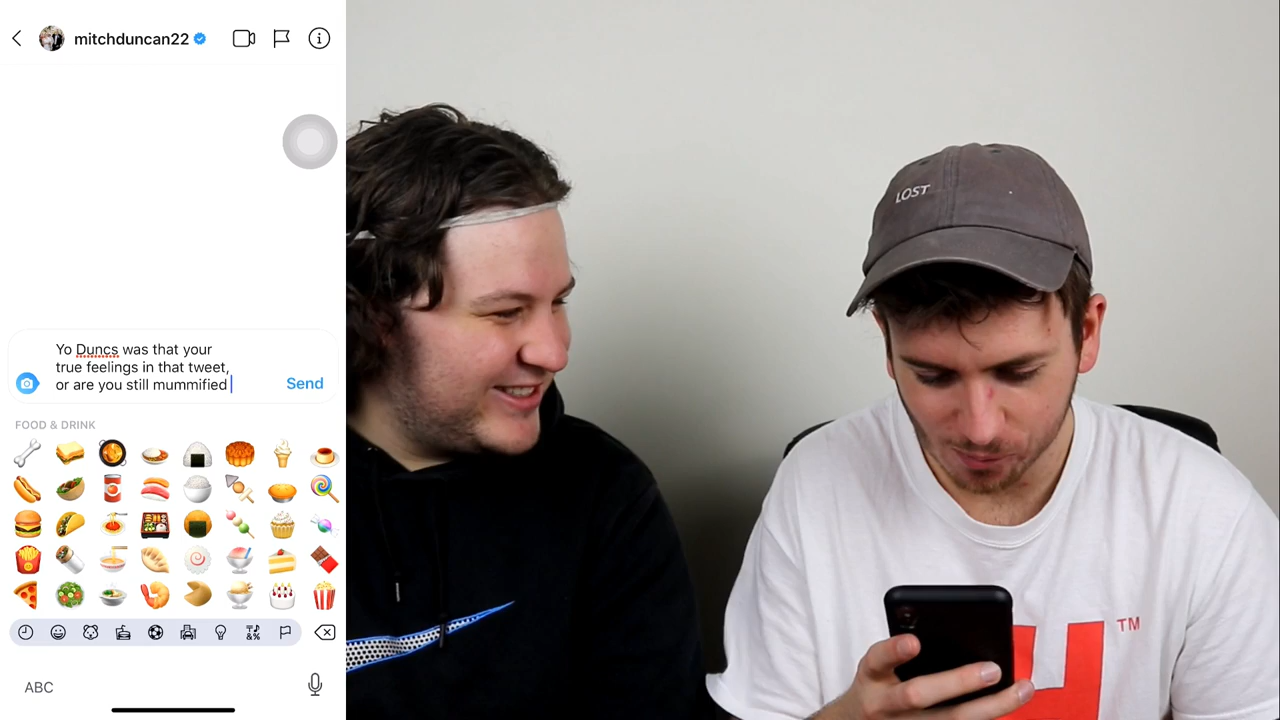 mitchduncan22
Yo Duncs was that your
true feelings in that tweet,
or are you still mummified
Send
FOOD & DRINK
ABC
LOST
TM